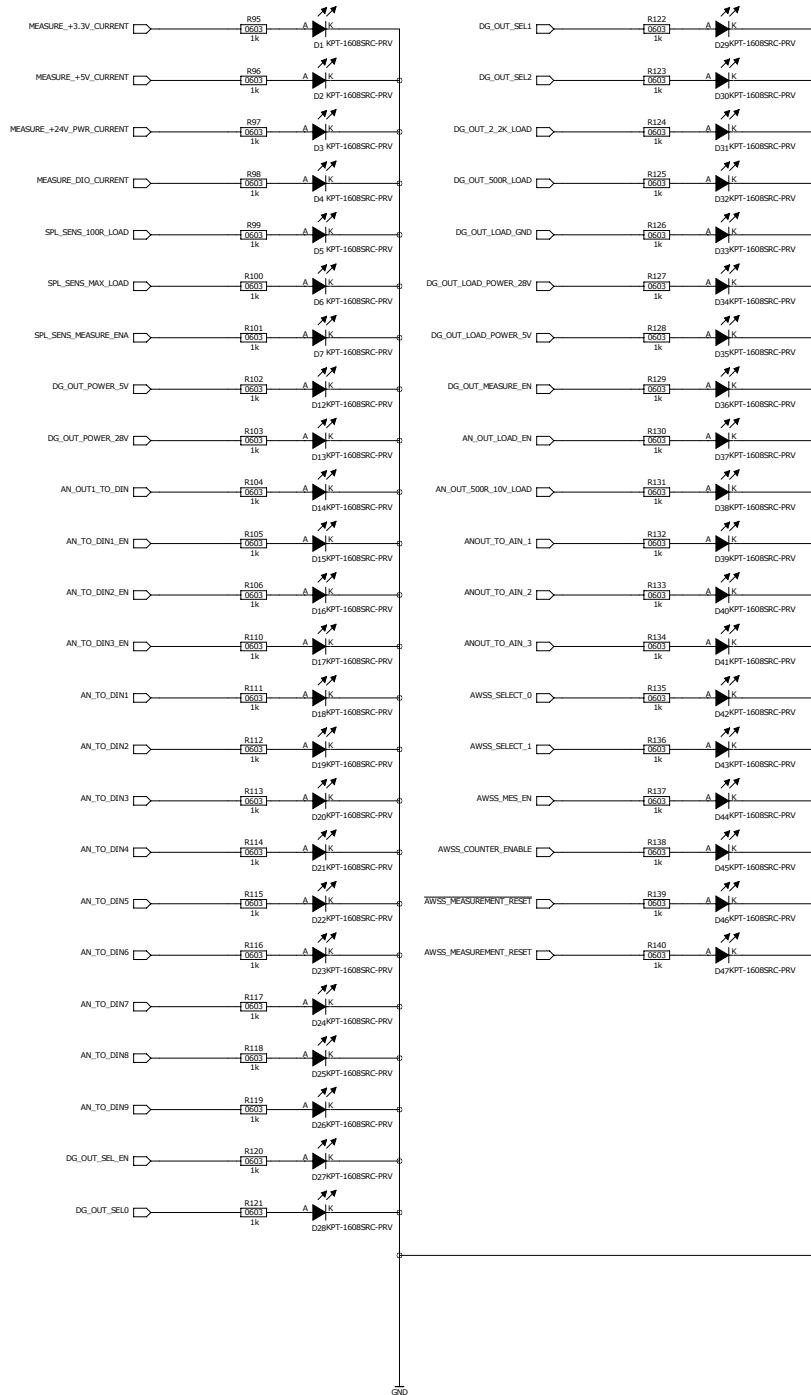 MEASURE_+3.3V_CURRENT R95 0603 1k A K D1 KPT-1608SRC-PRV
MEASURE_+5V_CURRENT R96 0603 1k A K D2 KPT-1608SRC-PRV
MEASURE_+24V_PWR_CURRENT R97 0603 1k A K D3 KPT-1608SRC-PRV
MEASURE_DIO_CURRENT R98 0603 1k A K D4 KPT-1608SRC-PRV
SPL_SENS_100R_LOAD R99 0603 1k A K D5 KPT-1608SRC-PRV
SPL_SENS_MAX_LOAD R100 0603 1k A K D6 KPT-1608SRC-PRV
SPL_SENS_MEASURE_ENA R101 0603 1k A K D7 KPT-1608SRC-PRV
DG_OUT_POWER_5V R102 0603 1k A K D12 KPT-1608SRC-PRV
DG_OUT_POWER_28V R103 0603 1k A K D13 KPT-1608SRC-PRV
AN_OUT1_TO_DIN R104 0603 1k A K D14 KPT-1608SRC-PRV
AN_TO_DIN1_EN R105 0603 1k A K D15 KPT-1608SRC-PRV
AN_TO_DIN2_EN R106 0603 1k A K D16 KPT-1608SRC-PRV
AN_TO_DIN3_EN R110 0603 1k A K D17 KPT-1608SRC-PRV
AN_TO_DIN1 R111 0603 1k A K D18 KPT-1608SRC-PRV
AN_TO_DIN2 R112 0603 1k A K D19 KPT-1608SRC-PRV
AN_TO_DIN3 R113 0603 1k A K D20 KPT-1608SRC-PRV
AN_TO_DIN4 R114 0603 1k A K D21 KPT-1608SRC-PRV
AN_TO_DIN5 R115 0603 1k A K D22 KPT-1608SRC-PRV
AN_TO_DIN6 R116 0603 1k A K D23 KPT-1608SRC-PRV
AN_TO_DIN7 R117 0603 1k A K D24 KPT-1608SRC-PRV
AN_TO_DIN8 R118 0603 1k A K D25 KPT-1608SRC-PRV
AN_TO_DIN9 R119 0603 1k A K D26 KPT-1608SRC-PRV
DG_OUT_SEL_EN R120 0603 1k A K D27 KPT-1608SRC-PRV
DG_OUT_SEL0 R121 0603 1k A K D28 KPT-1608SRC-PRV
GND
DG_OUT_SEL1 R122 0603 1k A K D29 KPT-1608SRC-PRV
DG_OUT_SEL2 R123 0603 1k A K D30 KPT-1608SRC-PRV
DG_OUT_2_2K_LOAD R124 0603 1k A K D31 KPT-1608SRC-PRV
DG_OUT_500R_LOAD R125 0603 1k A K D32 KPT-1608SRC-PRV
DG_OUT_LOAD_GND R126 0603 1k A K D33 KPT-1608SRC-PRV
DG_OUT_LOAD_POWER_28V R127 0603 1k A K D34 KPT-1608SRC-PRV
DG_OUT_LOAD_POWER_5V R128 0603 1k A K D35 KPT-1608SRC-PRV
DG_OUT_MEASURE_EN R129 0603 1k A K D36 KPT-1608SRC-PRV
AN_OUT_LOAD_EN R130 0603 1k A K D37 KPT-1608SRC-PRV
AN_OUT_500R_10V_LOAD R131 0603 1k A K D38 KPT-1608SRC-PRV
ANOUT_TO_AIN_1 R132 0603 1k A K D39 KPT-1608SRC-PRV
ANOUT_TO_AIN_2 R133 0603 1k A K D40 KPT-1608SRC-PRV
ANOUT_TO_AIN_3 R134 0603 1k A K D41 KPT-1608SRC-PRV
AWSS_SELECT_0 R135 0603 1k A K D42 KPT-1608SRC-PRV
AWSS_SELECT_1 R136 0603 1k A K D43 KPT-1608SRC-PRV
AWSS_MES_EN R137 0603 1k A K D44 KPT-1608SRC-PRV
AWSS_COUNTER_ENABLE R138 0603 1k A K D45 KPT-1608SRC-PRV
AWSS_MEASUREMENT_RESET R139 0603 1k A K D46 KPT-1608SRC-PRV
AWSS_MEASUREMENT_RESET R140 0603 1k A K D47 KPT-1608SRC-PRV